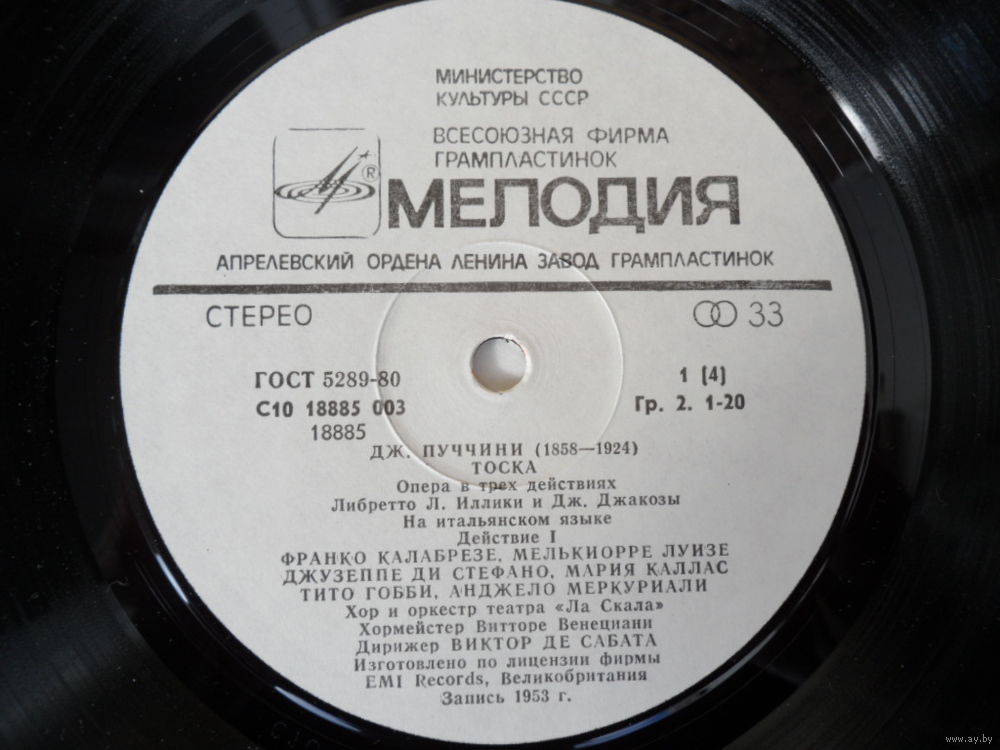 МИНИСТЕРСТВО
КУЛЬТУРЫ СССР
ВСЕСОЮЗНАЯ ФИРМА
ГРАМПЛАСТИНОК
® МЕЛОДИЯ
АПРЕЛЕВСКИЙ ОРДЕНА ЛЕНИНА ЗАВОД ГРАМПЛАСТИНОК
СТЕРЕО 33
ГОСТ 5289-80 1 (4)
С10 18885 003 Гр. 2. 1-20
18885
ДЖ. ПУЧЧИНИ (1858—1924)
ТОСКА
Опера в трех действиях
Либретто Л. Иллики и Дж. Джакозы
На итальянском языке
Действие I
ФРАНКО КАЛАБРЕЗЕ, МЕЛЬКИОРРЕ ЛУИЗЕ
ДЖУЗЕППЕ ДИ СТЕФАНО, МАРИЯ КАЛЛАС
ТИТО ГОББИ, АНДЖЕЛО МЕРКУРИАЛИ
Хор и оркестр театра «Ла Скала»
Хормейстер Витторе Венециани
Дирижер ВИКТОР ДЕ САБАТА
Изготовлено по лицензии фирмы
EMI Records, Великобритания
Запись 1953 г.
www.ay.by